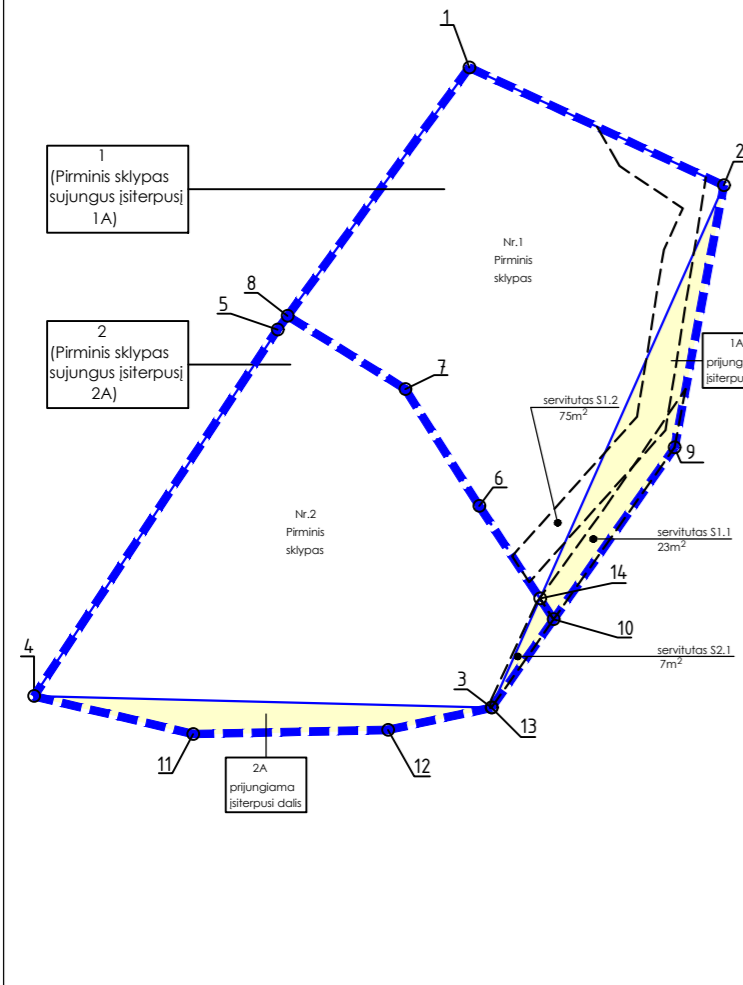 1
2
1
(Pirminis sklypas
sujungus įsiterpusį
1A)
Nr.1
Pirminis
sklypas
8
5
2
(Pirminis sklypas
sujungus įsiterpusį
2A)
1A
7
servitutas S1.2
75m²
9
6
Nr.2
Pirminis
sklypas
servitutas S1.1
23m²
14
10
4
servitutas S2.1
7m²
3
13
11
12
2A
prijungiama
įsiterpusi dalis